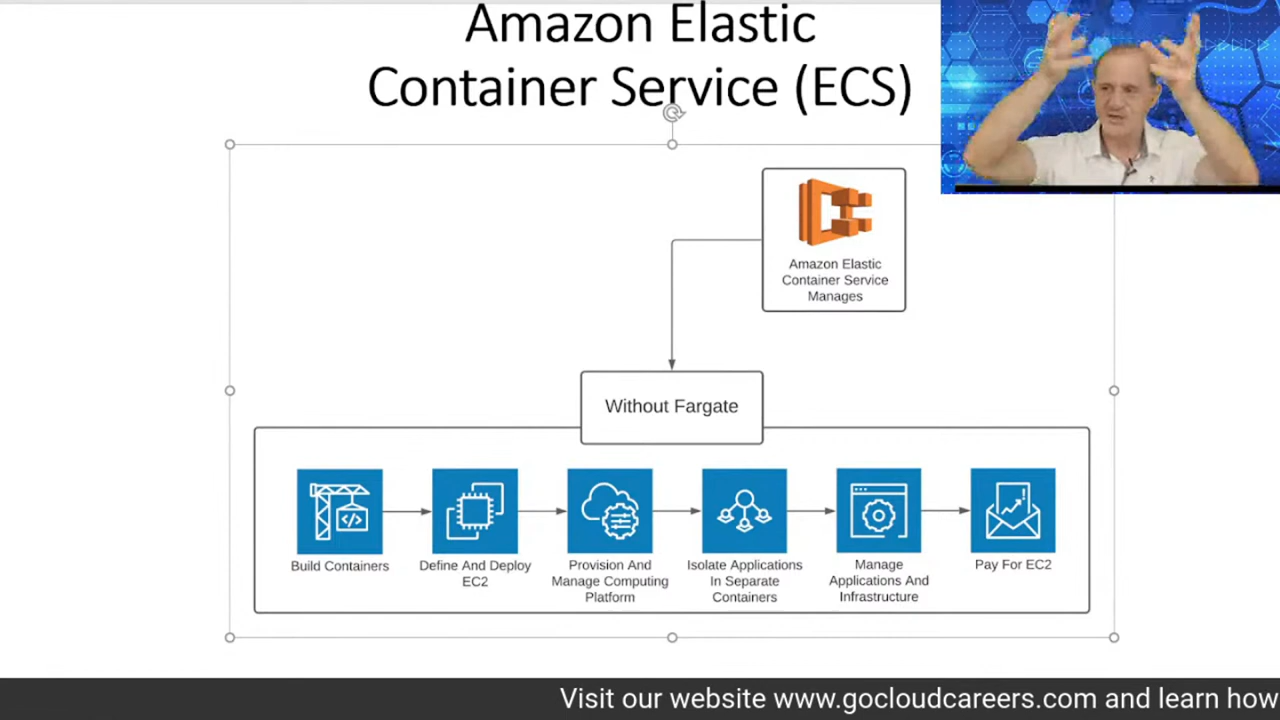 Amazon Elastic
Container Service (ECS)
Amazon Elastic
Container Service
Manages
Without Fargate
Build Containers
Define And Deploy
EC2
Provision And
Manage Computing
Platform
Isolate Applications
In Separate
Containers
Manage
Applications And
Infrastructure
Pay For EC2
Visit our website www.gocloudcareers.com and learn how